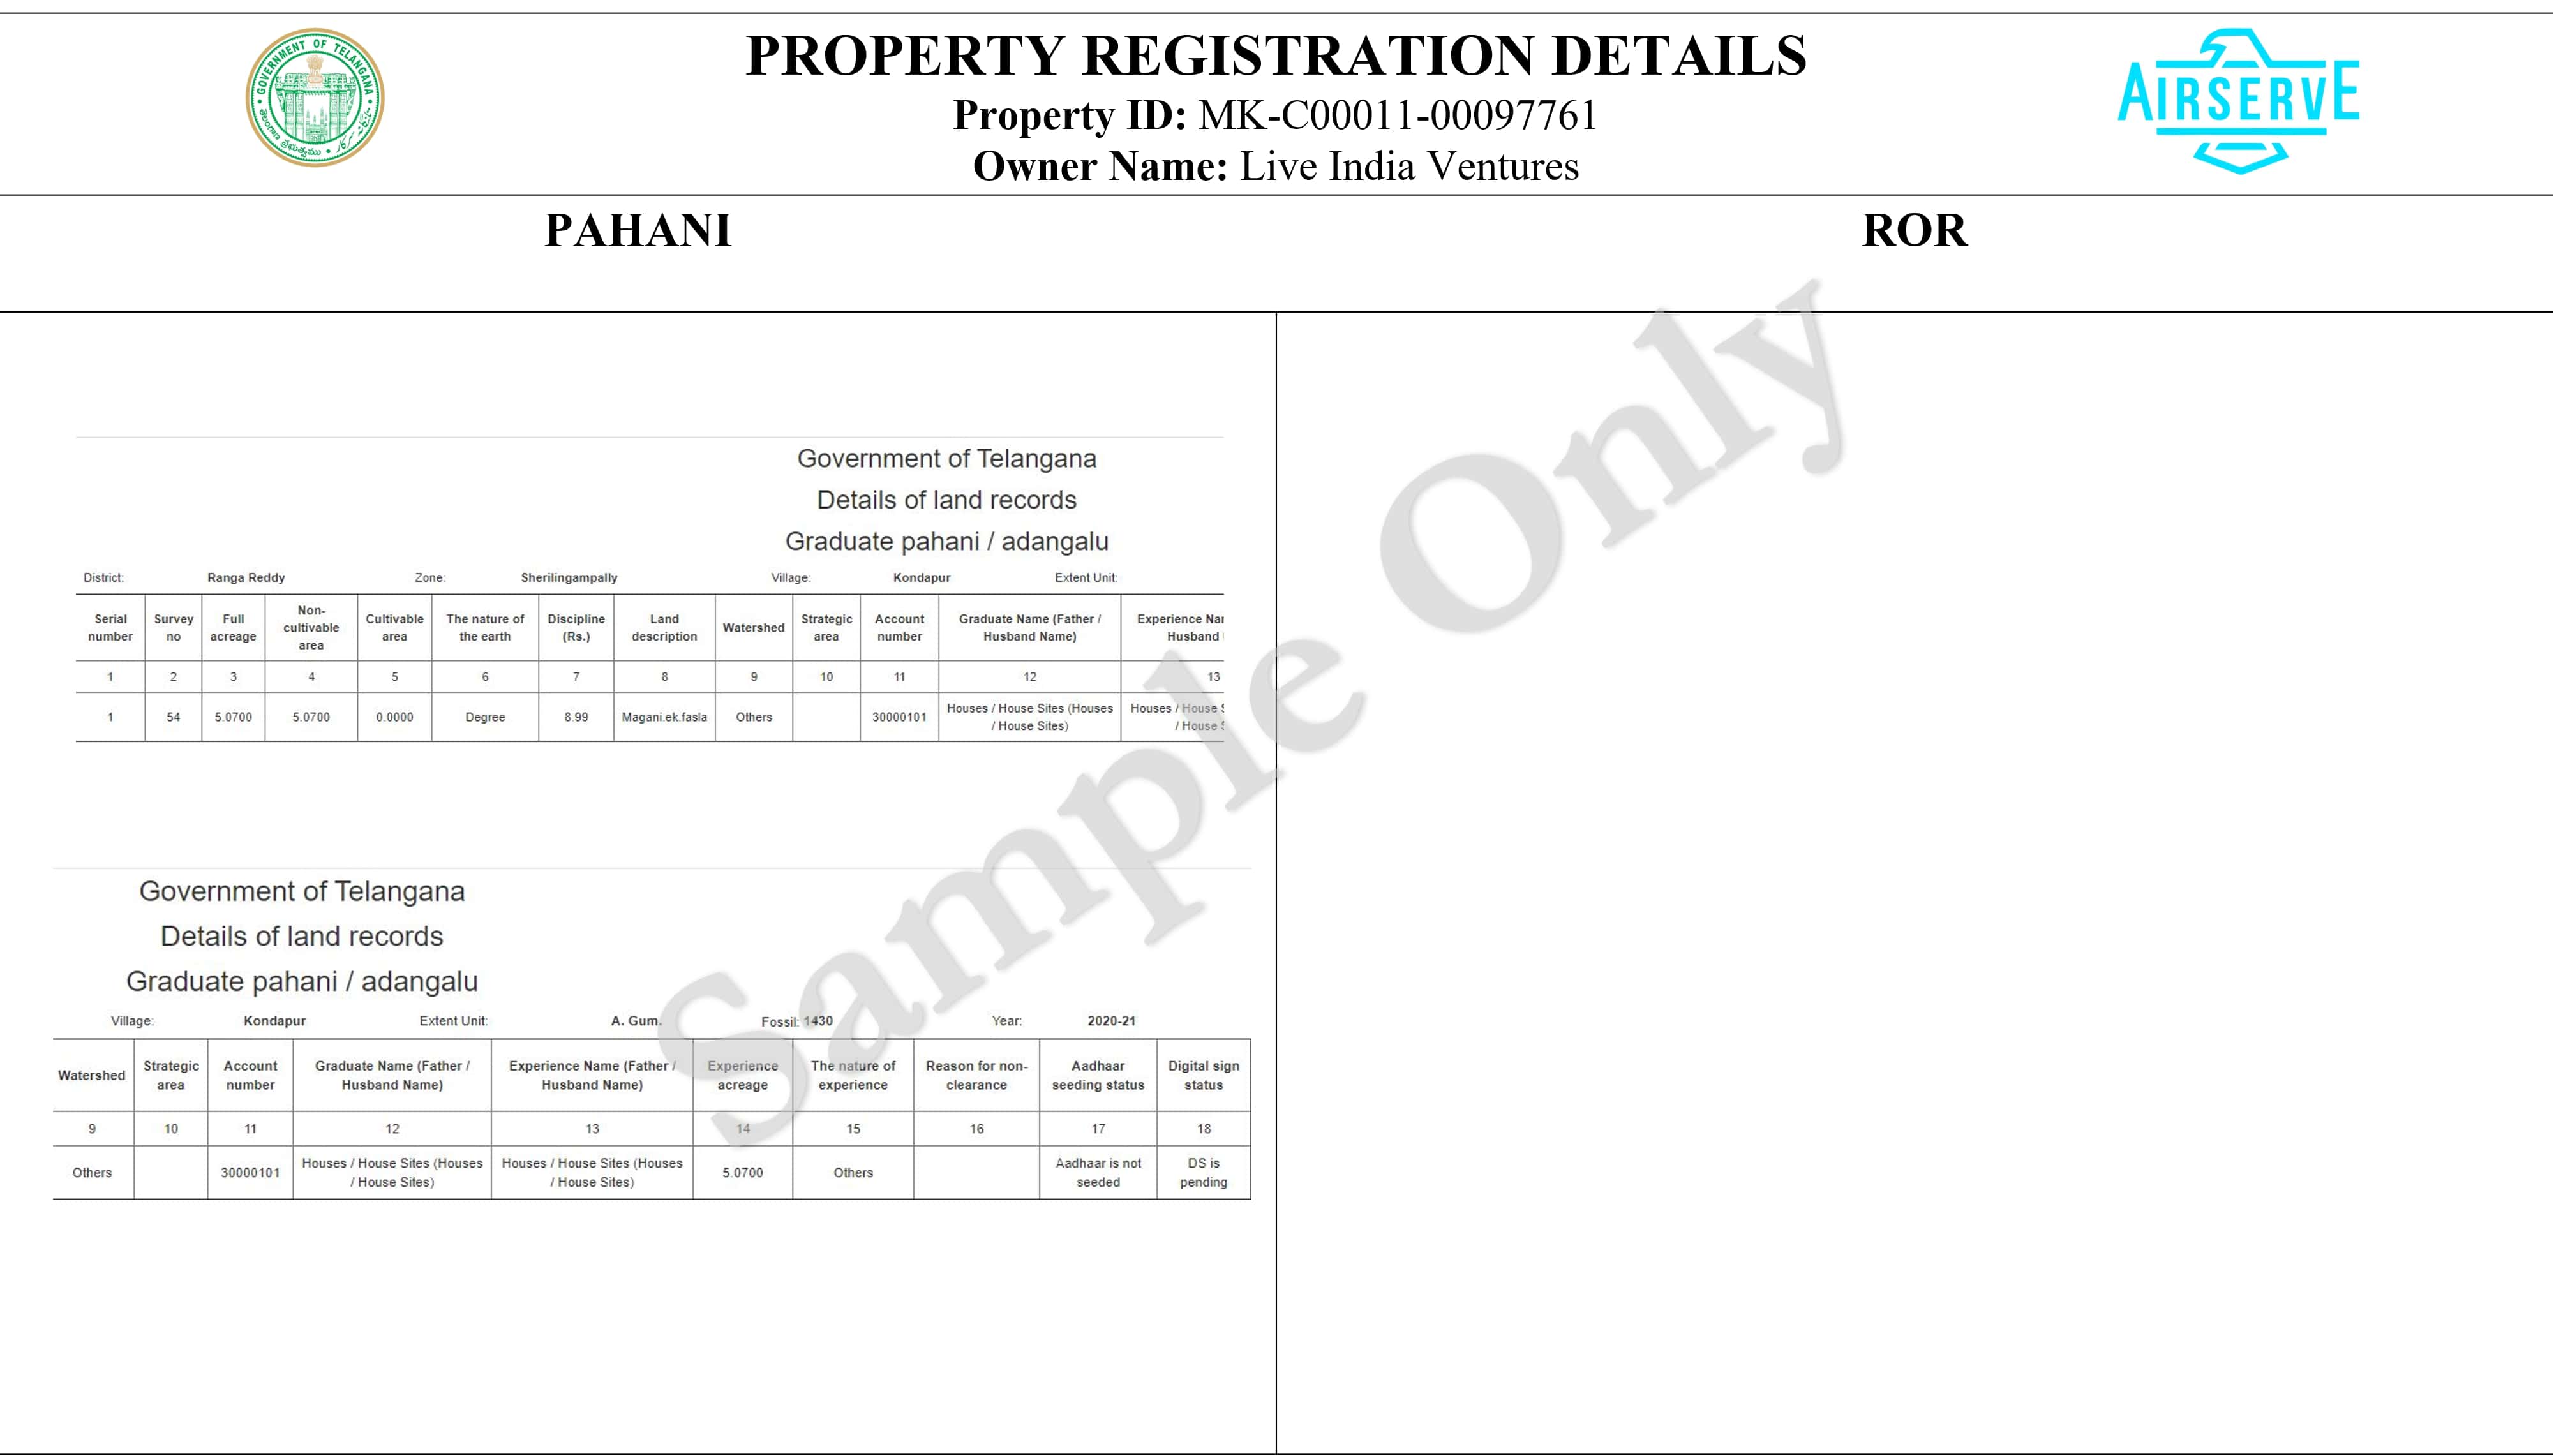 GOVERNMENT OF TELANGANA
PROPERTY REGISTRATION DETAILS
Property ID: MK-C00011-00097761
Owner Name: Live India Ventures
AIRSERVE
PAHANI
ROR
Government of Telangana
Details of land records
Graduate pahani / adangalu
District: Ranga Reddy Zone: Sherilingampally Village: Kondapur Extent Unit:
Serial number Survey no Full acreage Non-cultivable area Cultivable area The nature of the earth Discipline (Rs.) Land description Watershed Strategic area Account number Graduate Name (Father / Husband Name) Experience Husband
1 2 3 4 5 6 7 8 9 10 11 12 13
1 54 5.0700 5.0700 0.0000 Degree 8.99 Magani.ek.fasla Others 30000101 Houses / House Sites (Houses / House Sites) Houses / House / House
Government of Telangana
Details of land records
Graduate pahani / adangalu
Village: Kondapur Extent Unit: A. Gum. Fossil: 1430 Year: 2020-21
Watershed Strategic area Account number Graduate Name (Father / Husband Name) Experience Name (Father / Husband Name) Experience acreage The nature of experience Reason for non-clearance Aadhaar seeding status Digital sign status
9 10 11 12 13 14 15 16 17 18
Others 30000101 Houses / House Sites (Houses / House Sites) Houses / House Sites (Houses / House Sites) 5.0700 Others Aadhaar is not seeded DS is pending
Sample Only